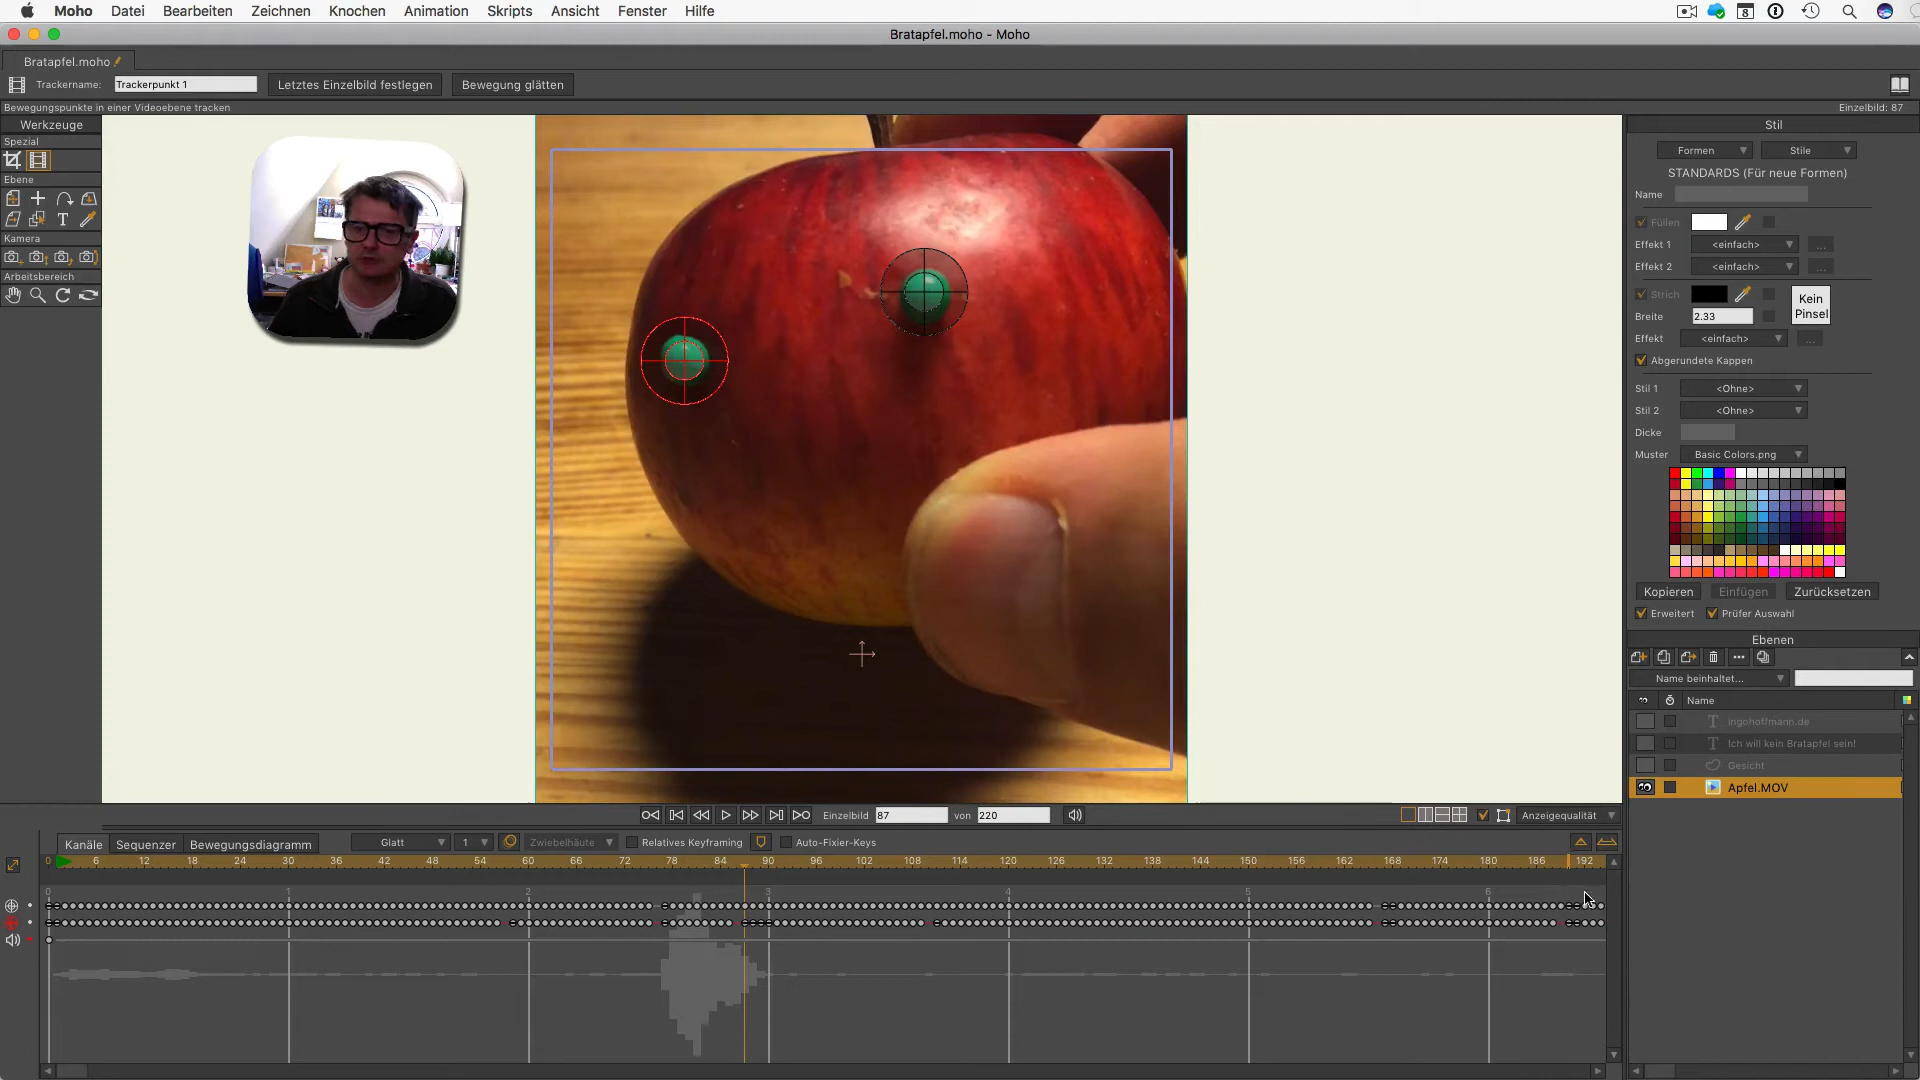 Moho Datei Bearbeiten Zeichnen Knochen Animation Skripts Ansicht Fenster Hilfe
Bratapfel.moho - Moho
Bratapfel.moho
Trackername: Trackerpunkt 1 Letztes Einzelbild festlegen Bewegung glätten
Bewegungspunkte in einer Videoebene tracken Einzelbild: 87
Werkzeuge
Spezial
Ebene
Kamera
Arbeitsbereich
Stil
Formen Stile
STANDARDS (Für neue Formen)
Name
Füllen
Effekt 1 <einfach> ...
Effekt 2 <einfach> ...
Strich
Kein Pinsel
Breite 2.33
Effekt <einfach> ...
Abgerundete Kappen
Stil 1 <Ohne>
Stil 2 <Ohne>
Dicke
Muster Basic Colors.png
Kopieren Einfügen Zurücksetzen
Erweitert Prüfer Auswahl
Ebenen
Name beinhaltet...
Name
ingohoffmann.de
Ich will kein Bratapfel sein!
Gesicht
Apfel.MOV
Einzelbild 87 von 220 Anzeigequalität
Kanäle Sequenzer Bewegungsdiagramm Glatt 1 Zwiebelhäute Relatives Keyframing Auto-Fixier-Keys
0 6 12 18 24 30 36 42 48 54 60 66 72 78 84 90 96 102 108 114 120 126 132 138 144 150 156 162 168 174 180 186 192
0 1 2 3 4 5 6